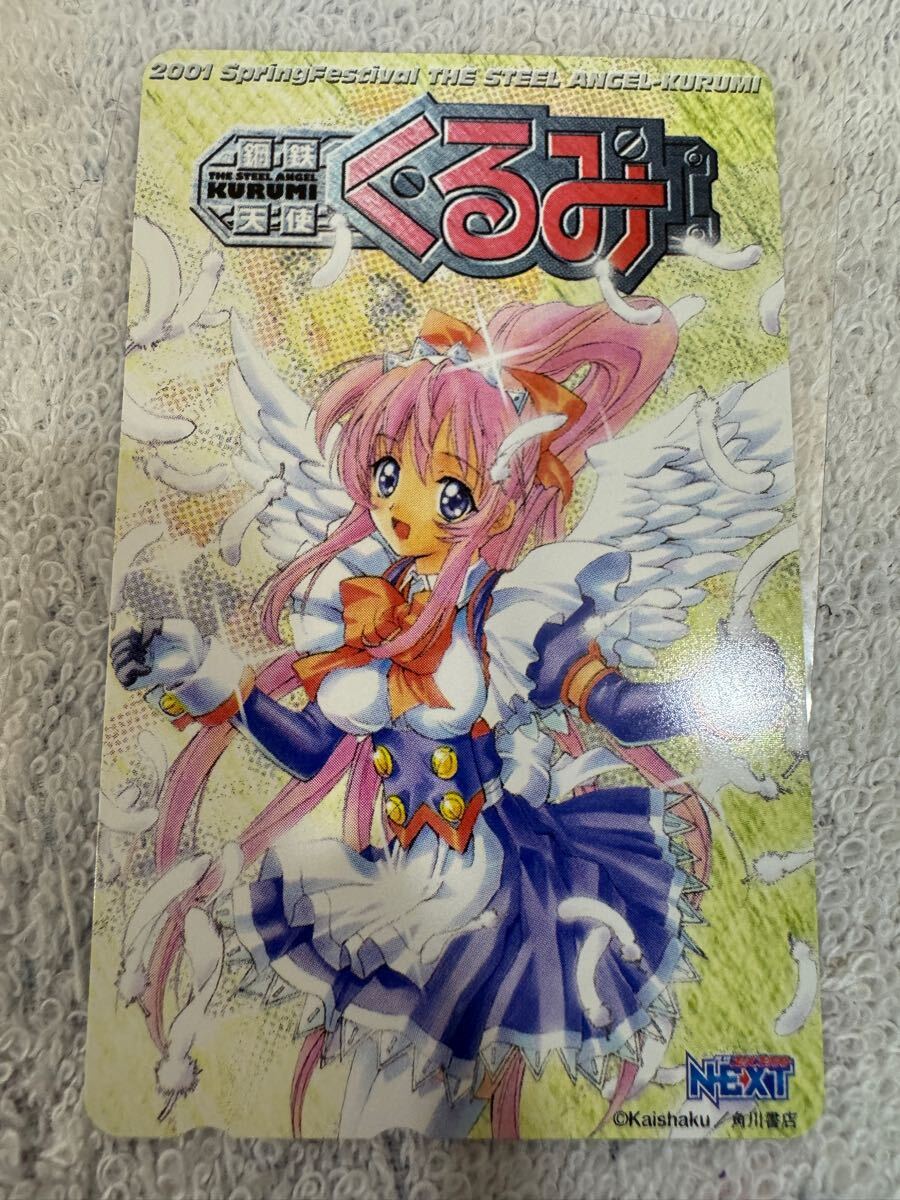 2001 SpringFestival THE STEEL ANGEL-KURUMI
鋼鉄
THE STEEL ANGEL
KURUMI
天使
くるみ
NEXT
©Kaishaku／角川書店